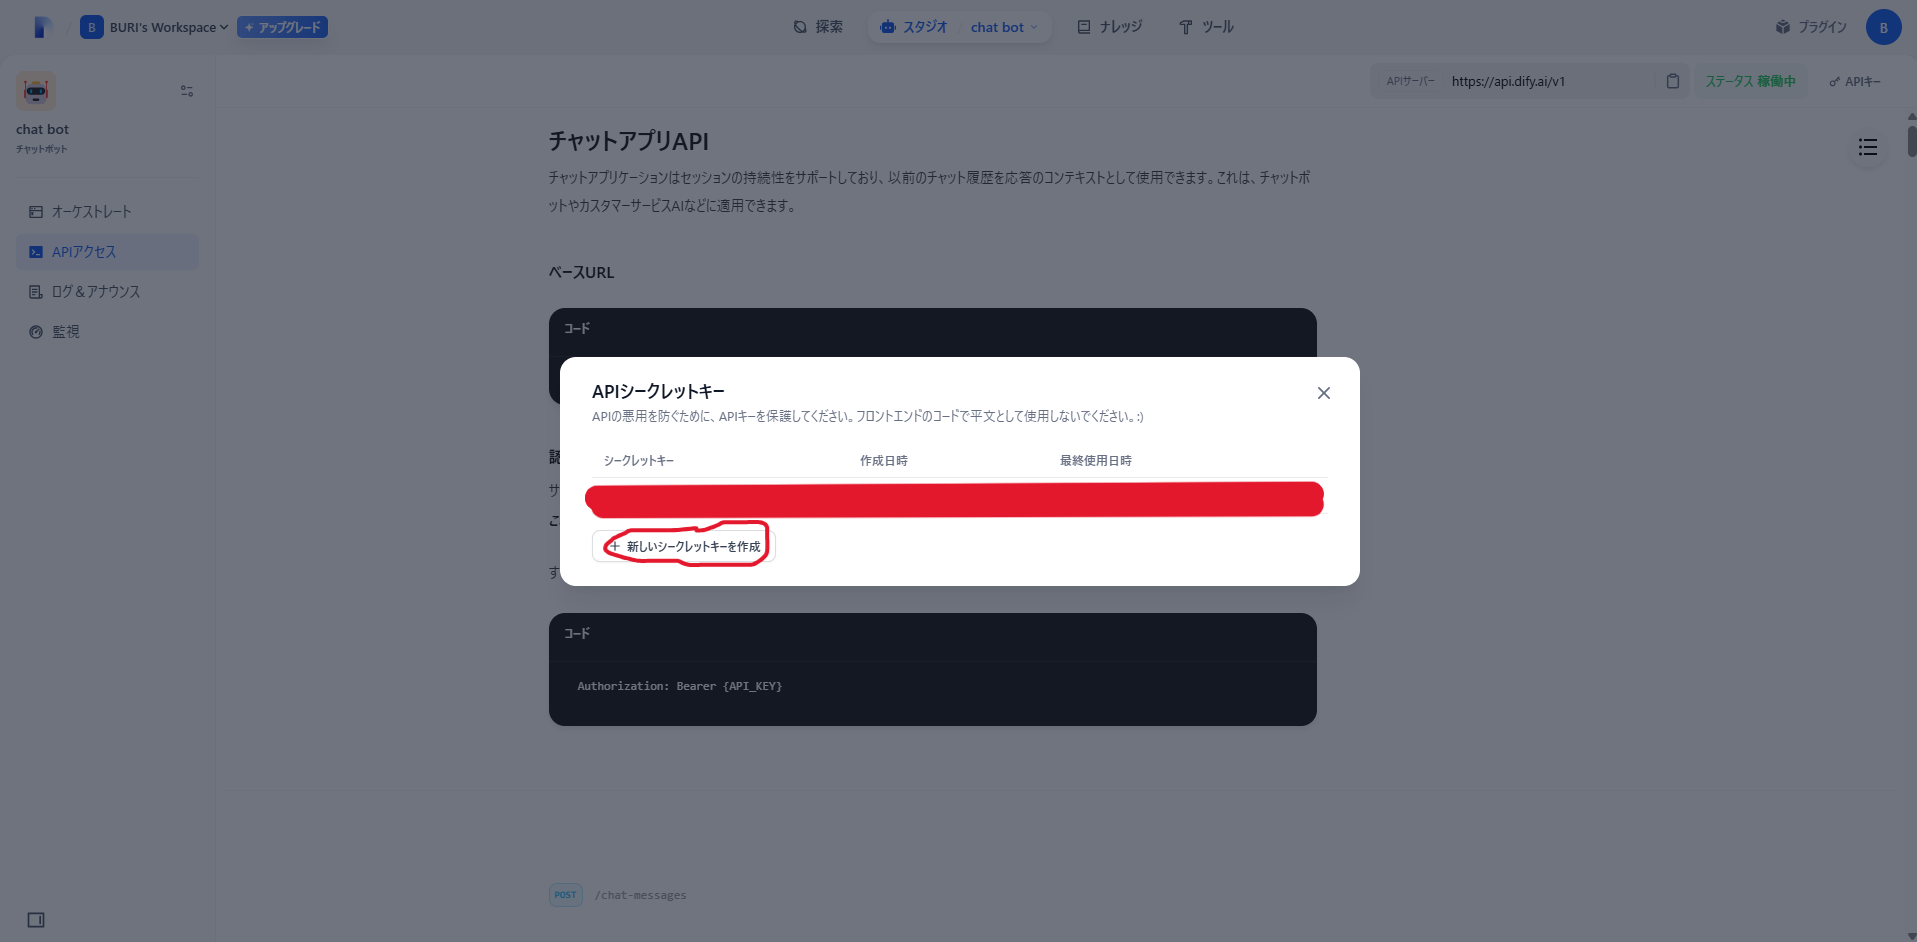 B BURI's Workspace アップグレード 探索 スタジオ chat bot ナレッジ ツール プラグイン B
APIサーバー https://api.dify.ai/v1 ステータス 稼働中 APIキー
chat bot
チャットボット
オーケストレート
APIアクセス
ログ＆アナウンス
監視
チャットアプリAPI
チャットアプリケーションはセッションの持続性をサポートしており、以前のチャット履歴を応答のコンテキストとして使用できます。これは、チャットボ
ットやカスタマーサービスAIなどに適用できます。
ベースURL
コード
APIシークレットキー
APIの悪用を防ぐために、APIキーを保護してください。フロントエンドのコードで平文として使用しないでください。:)
シークレットキー 作成日時 最終使用日時
+ 新しいシークレットキーを作成
認
サ
こ
す
コード
Authorization: Bearer {API_KEY}
POST /chat-messages